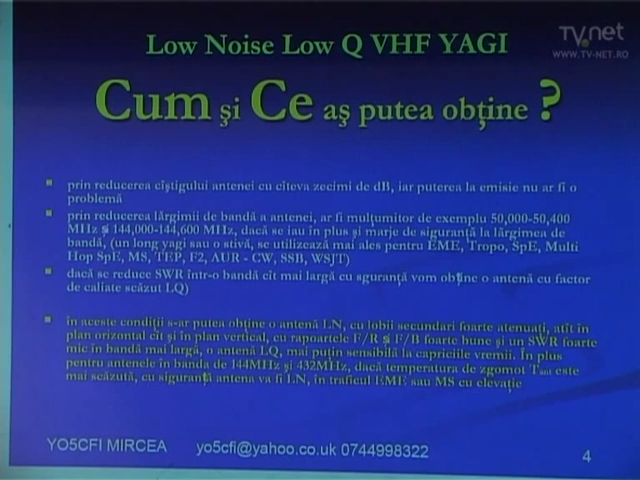 Low Noise Low Q VHF YAGI
TV.net
WWW.TV-NET.RO
Cum şi Ce aş putea obţine ?
prin reducerea cîştigului antenei cu cîteva zecimi de dB, iar puterea la emisie nu ar fi o
problemă
prin reducerea lărgimii de bandă a antenei, ar fi mulţumitor de exemplu 50,000-50,400
MHz şi 144,000-144,600 MHz, dacă se iau în plus şi marje de siguranţă la lărgimea de
bandă, (un long yagi sau o stivă, se utilizează mai ales pentru EME, Tropo, SpE, Multi
Hop SpE, MS, TEP, F2, AUR - CW, SSB, WSJT)
dacă se reduce SWR într-o bandă cît mai largă cu sguranţă vom obţine o antenă cu factor
de caliate scăzut LQ)
în aceste condiţii s-ar putea obţine o antenă LN, cu lobii secundari foarte atenuaţi, atît în
plan orizontal cît şi în plan vertical, cu rapoartele F/R şi F/B foarte bune şi un SWR foarte
mic în bandă mai largă, o antenă LQ, mai puţin sensibilă la capriciile vremii. În plus
pentru antenele în banda de 144MHz şi 432MHz, dacă temperatura de zgomot Tant este
mai scăzută, cu siguranţă antena va fi LN, în traficul EME sau MS cu elevaţie
YO5CFI MIRCEA yo5cfi@yahoo.co.uk 0744998322
4